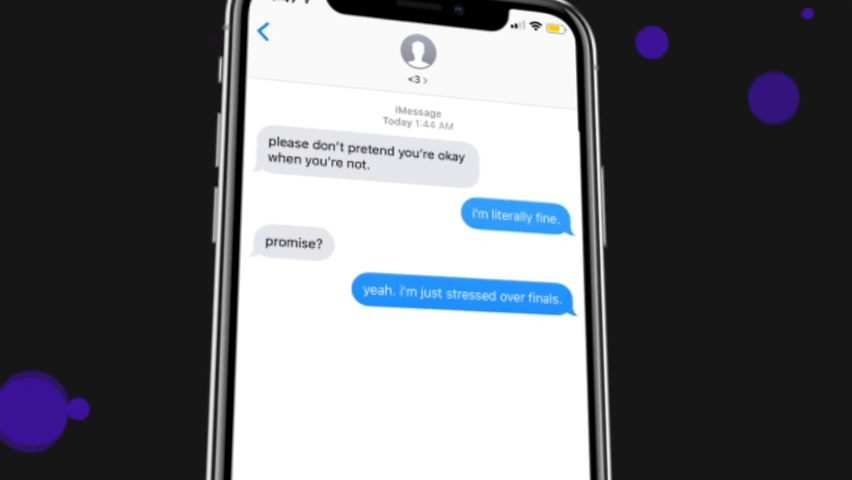 <3 >
iMessage
Today 1:44 AM
please don't pretend you're okay
when you're not.
i'm literally fine.
promise?
yeah. i'm just stressed over finals.